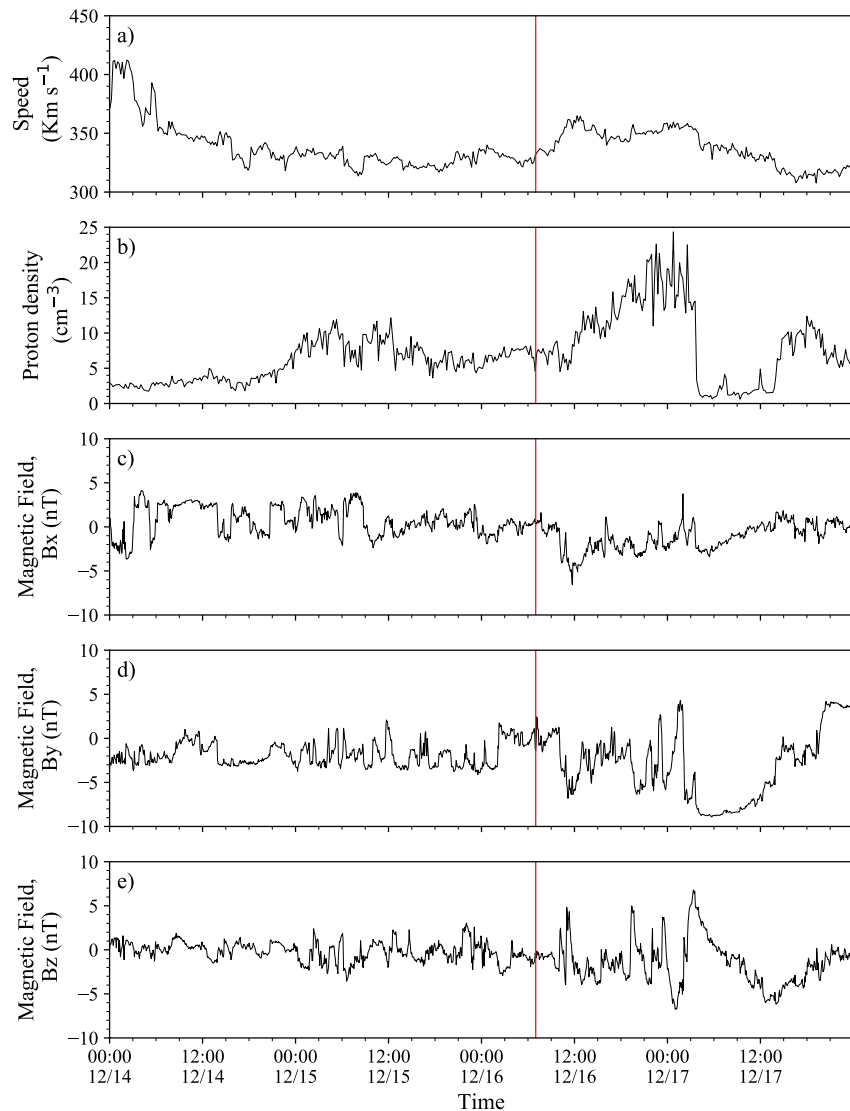 a)
Speed
(Km s⁻¹)
450
400
350
300
b)
Proton density
(cm⁻³)
25
20
15
10
5
0
c)
Magnetic Field,
Bx (nT)
10
5
0
−5
−10
d)
Magnetic Field,
By (nT)
10
5
0
−5
−10
e)
Magnetic Field,
Bz (nT)
10
5
0
−5
−10
00:00 12:00 00:00 12:00 00:00 12:00 00:00 12:00
12/14 12/14 12/15 12/15 12/16 12/16 12/17 12/17
Time